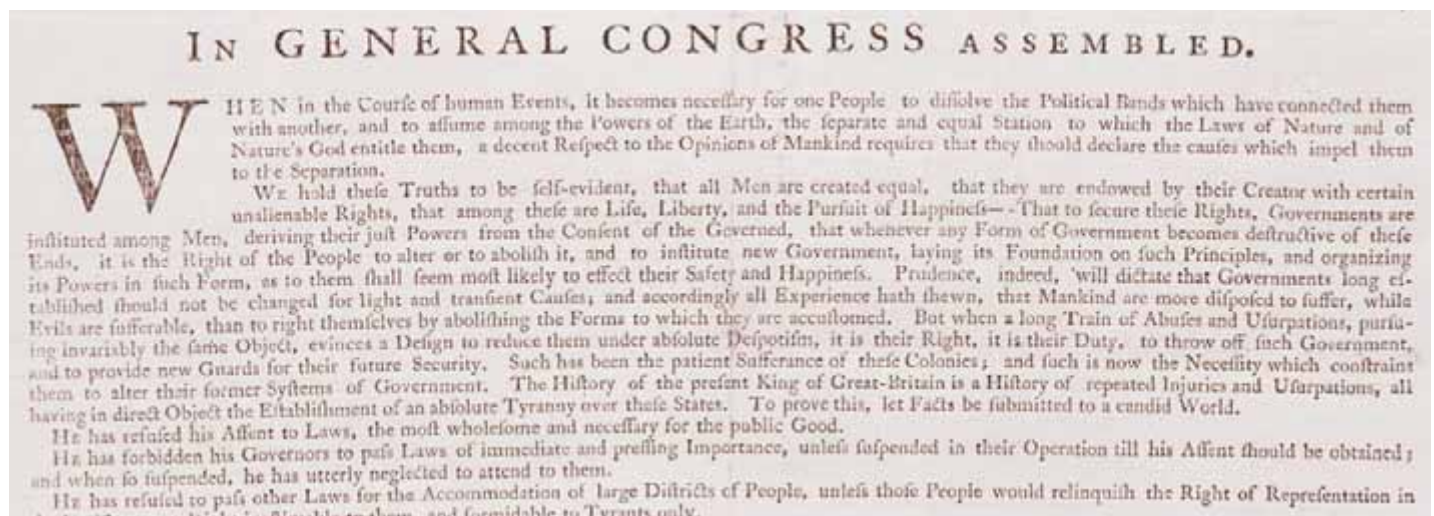 IN GENERAL CONGRESS ASSEMBLED.
WHEN in the Courſe of human Events, it becomes neceſſary for one People to diſſolve the Political Bands which have connected them
with another, and to aſſume among the Powers of the Earth, the ſeparate and equal Station to which the Laws of Nature and of
Nature's God entitle them, a decent Reſpect to the Opinions of Mankind requires that they ſhould declare the cauſes which impel them
to the Separation.
WE hold theſe Truths to be ſelf-evident, that all Men are created equal, that they are endowed by their Creator with certain
unalienable Rights, that among theſe are Life, Liberty, and the Purſuit of Happineſs—-That to ſecure theſe Rights, Governments are
inſtituted among Men, deriving their juſt Powers from the Conſent of the Governed, that whenever any Form of Government becomes deſtructive of theſe
Ends, it is the Right of the People to alter or to aboliſh it, and to inſtitute new Government, laying its Foundation on ſuch Principles, and organizing
its Powers in ſuch Form, as to them ſhall ſeem moſt likely to effect their Safety and Happineſs. Prudence, indeed, will dictate that Governments long eſ-
tabliſhed ſhould not be changed for light and tranſient Cauſes; and accordingly all Experience hath ſhewn, that Mankind are more diſpoſed to ſuffer, while
Evils are ſufferable, than to right themſelves by aboliſhing the Forms to which they are accuſtomed. But when a long Train of Abuſes and Uſurpations, purſu-
ing invariably the ſame Object, evinces a Deſign to reduce them under abſolute Deſpotiſm, it is their Right, it is their Duty, to throw off ſuch Government,
and to provide new Guards for their future Security. Such has been the patient Sufferance of theſe Colonies; and ſuch is now the Neceſſity which conſtrains
them to alter their former Syſtems of Government. The Hiſtory of the preſent King of Great-Britain is a Hiſtory of repeated Injuries and Uſurpations, all
having in direct Object the Eſtabliſhment of an abſolute Tyranny over theſe States. To prove this, let Facts be ſubmitted to a candid World.
HE has refuſed his Aſſent to Laws, the moſt wholeſome and neceſſary for the public Good.
HE has forbidden his Governors to paſs Laws of immediate and preſſing Importance, unleſs ſuſpended in their Operation till his Aſſent ſhould be obtained;
and when ſo ſuſpended, he has utterly neglected to attend to them.
HE has refuſed to paſs other Laws for the Accommodation of large Diſtricts of People, unleſs thoſe People would relinquiſh the Right of Repreſentation in
to them, and formidable to Tyrants only.